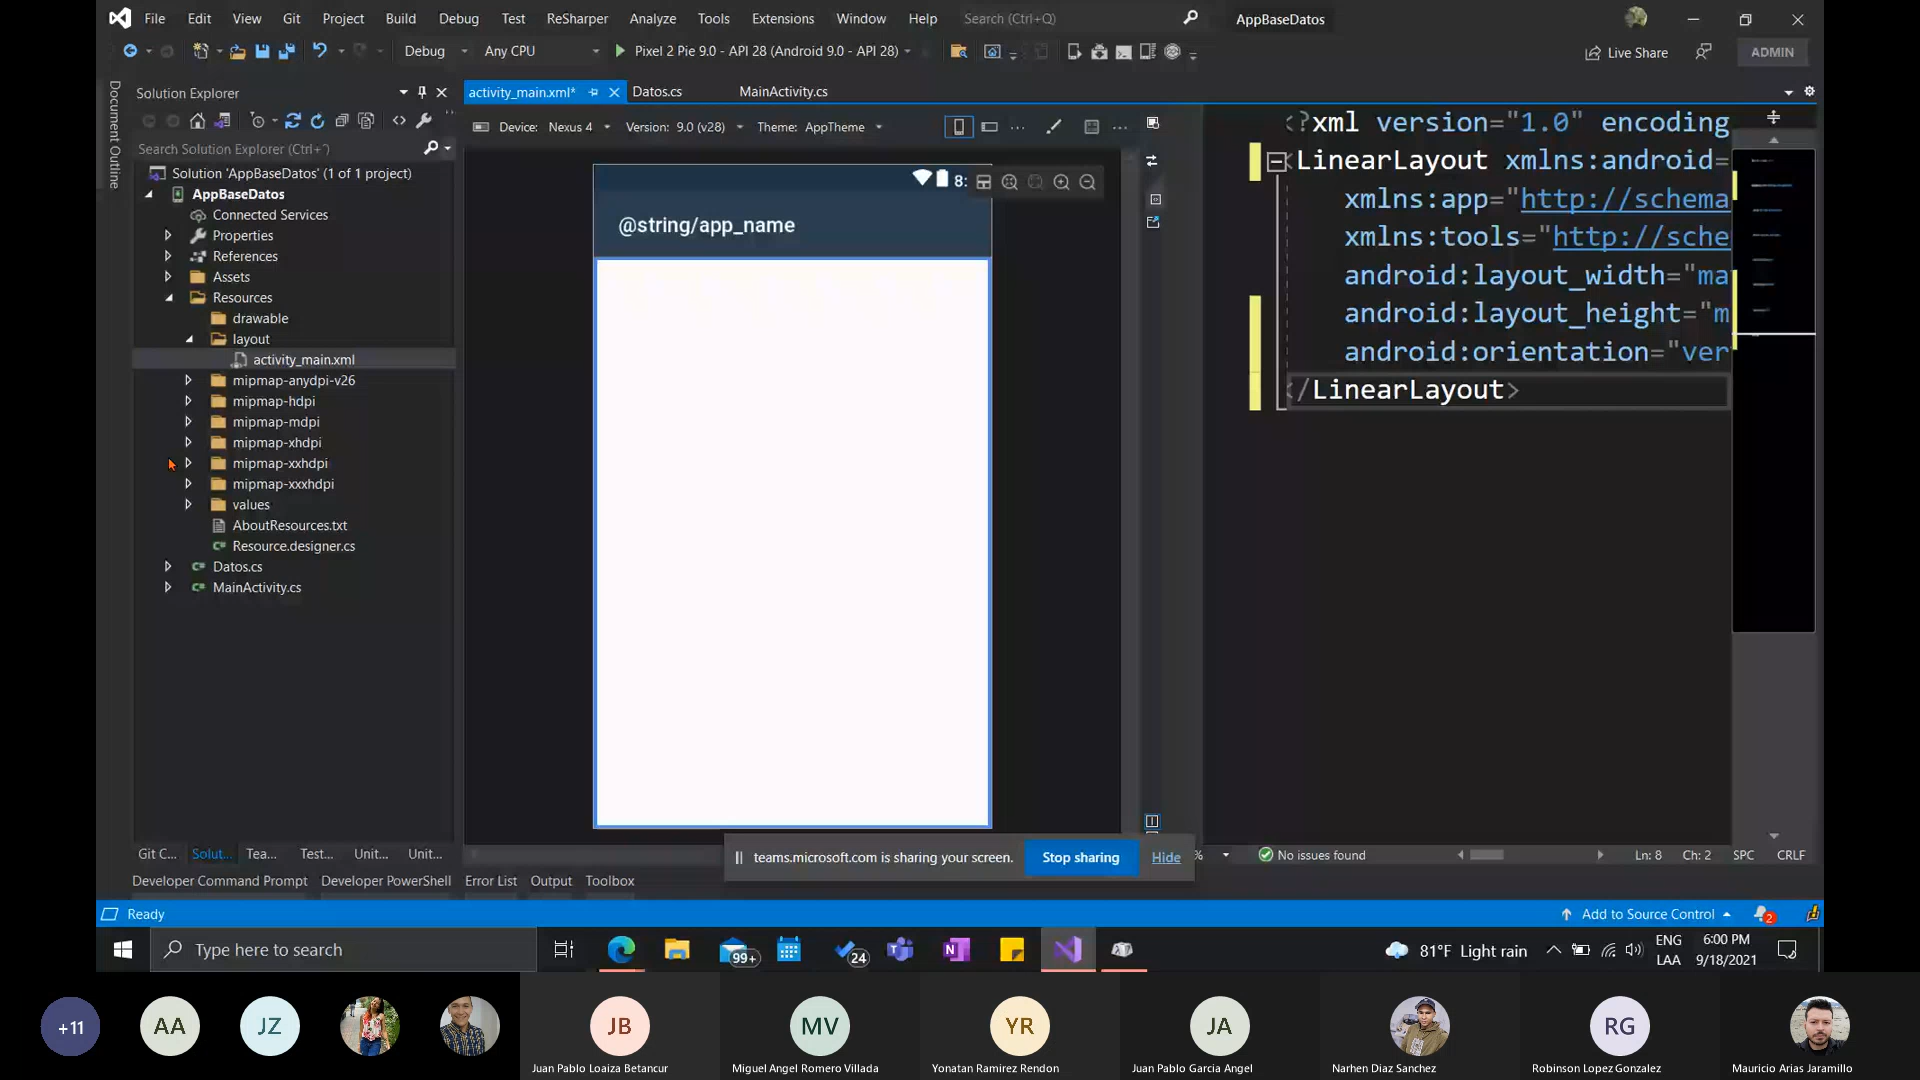 File Edit View Git Project Build Debug Test ReSharper Analyze Tools Extensions Window Help Search (Ctrl+Q) AppBaseDatos
Debug Any CPU Pixel 2 Pie 9.0 - API 28 (Android 9.0 - API 28) Live Share ADMIN
Document Outline
Solution Explorer
Search Solution Explorer (Ctrl+¨)
Solution 'AppBaseDatos' (1 of 1 project)
AppBaseDatos
Connected Services
Properties
References
Assets
Resources
drawable
layout
activity_main.xml
mipmap-anydpi-v26
mipmap-hdpi
mipmap-mdpi
mipmap-xhdpi
mipmap-xxhdpi
mipmap-xxxhdpi
values
AboutResources.txt
Resource.designer.cs
Datos.cs
MainActivity.cs
Git C... Solut... Tea... Test... Unit... Unit...
activity_main.xml* Datos.cs MainActivity.cs
Device: Nexus 4 Version: 9.0 (v28) Theme: AppTheme
8:
@string/app_name
<?xml version="1.0" encoding
<LinearLayout xmlns:android=
xmlns:app="http://schema
xmlns:tools="http://sche
android:layout_width="ma
android:layout_height="m
android:orientation="ver
</LinearLayout>
teams.microsoft.com is sharing your screen. Stop sharing Hide
% No issues found Ln: 8 Ch: 2 SPC CRLF
Developer Command Prompt Developer PowerShell Error List Output Toolbox
Ready Add to Source Control 2
Type here to search 99+ 24 81°F Light rain ENG 6:00 PM
LAA 9/18/2021
+11 AA JZ JB MV YR JA RG
Juan Pablo Loaiza Betancur Miguel Angel Romero Villada Yonatan Ramirez Rendon Juan Pablo Garcia Angel Narhen Diaz Sanchez Robinson Lopez Gonzalez Mauricio Arias Jaramillo